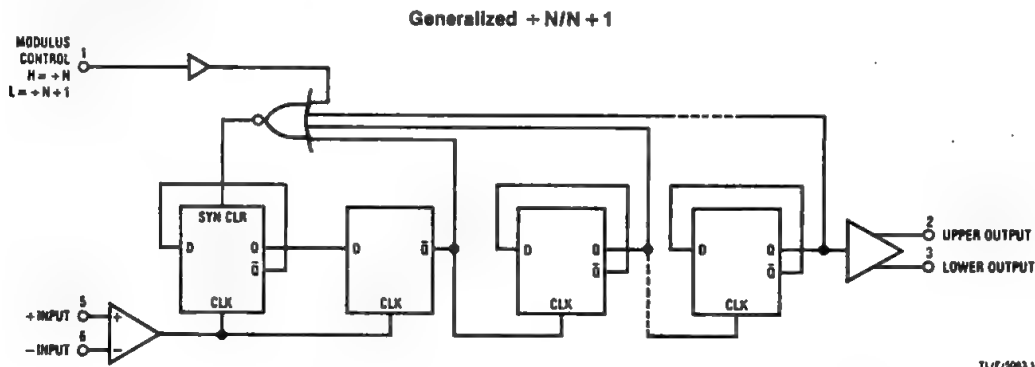 Generalized ÷ N/N + 1
MODULUS
CONTROL 1
H = ÷N
L = ÷N + 1
SYN CLR
D Q
Q̅
CLK
D Q̅
CLK
D Q
Q̅
CLK
D Q
Q̅
CLK
2 UPPER OUTPUT
3 LOWER OUTPUT
+INPUT 5 +
−INPUT 6 −